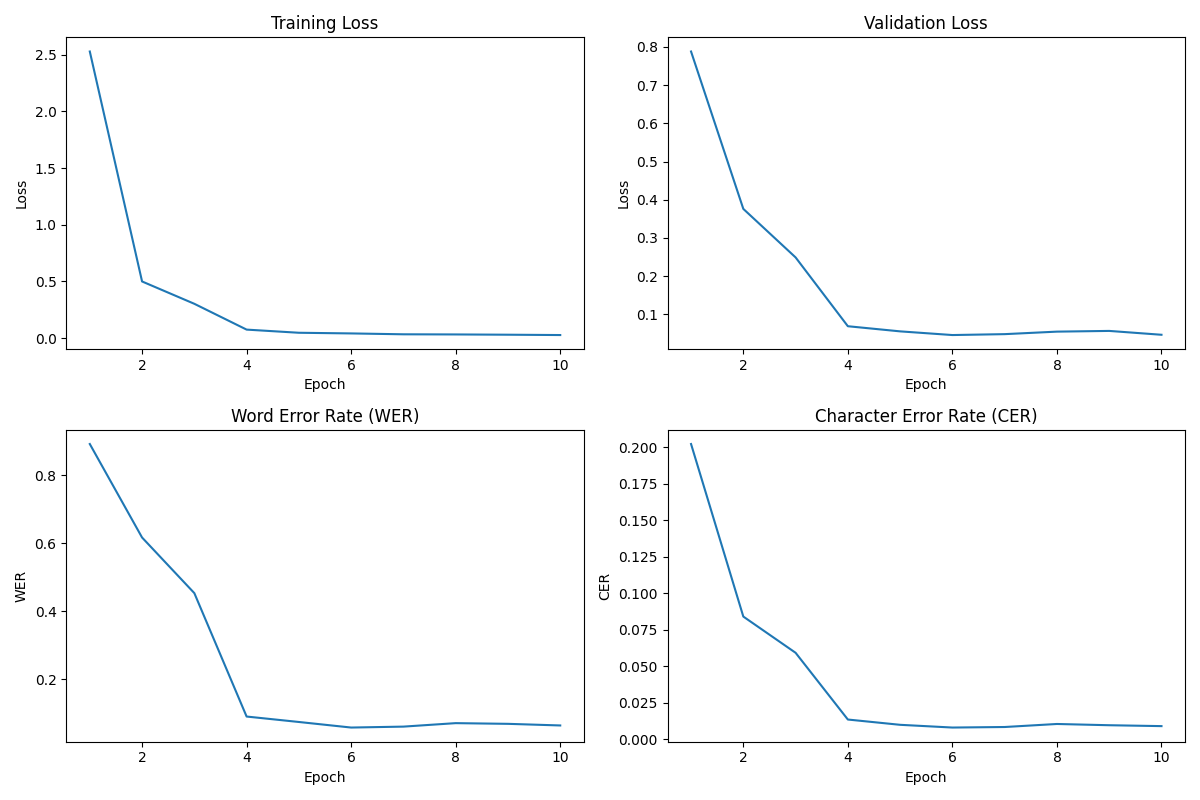 Training Loss
Loss
2.5
2.0
1.5
1.0
0.5
0.0
2 4 6 8 10
Epoch
Validation Loss
Loss
0.8
0.7
0.6
0.5
0.4
0.3
0.2
0.1
2 4 6 8 10
Epoch
Word Error Rate (WER)
WER
0.8
0.6
0.4
0.2
2 4 6 8 10
Epoch
Character Error Rate (CER)
CER
0.200
0.175
0.150
0.125
0.100
0.075
0.050
0.025
0.000
2 4 6 8 10
Epoch